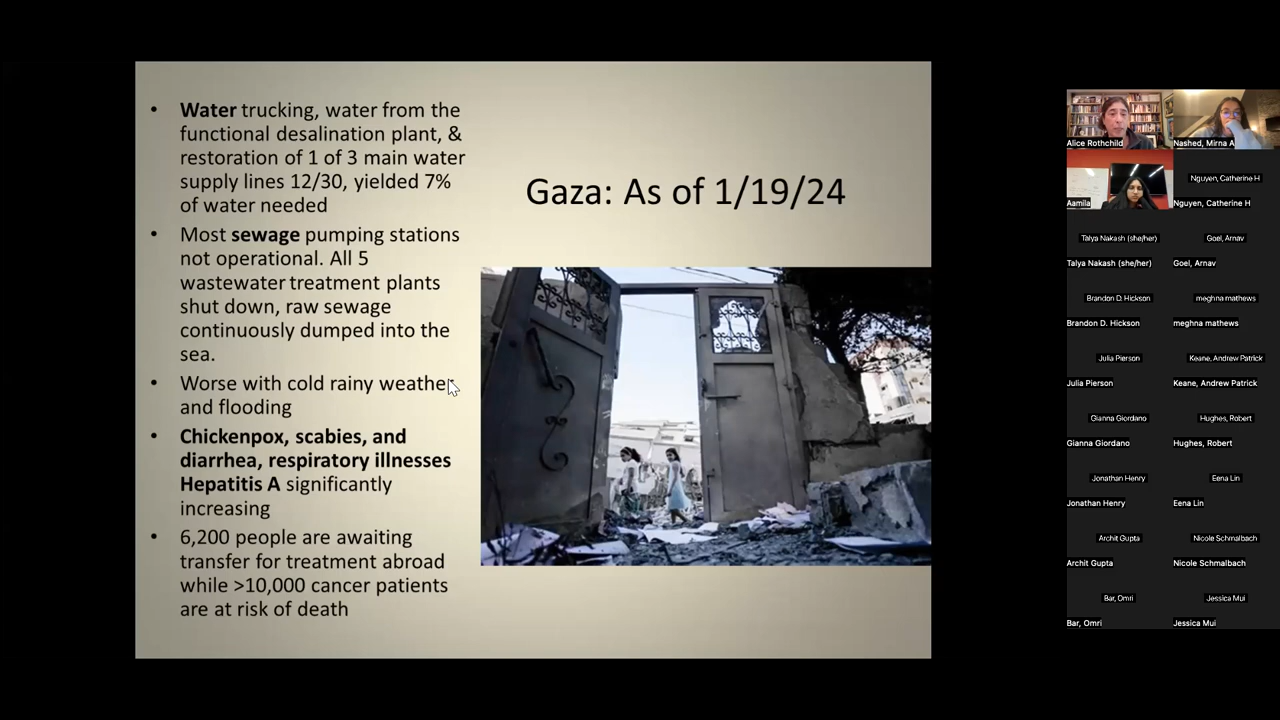 • Water trucking, water from the
functional desalination plant, &
restoration of 1 of 3 main water
supply lines 12/30, yielded 7%
of water needed
• Most sewage pumping stations
not operational. All 5
wastewater treatment plants
shut down, raw sewage
continuously dumped into the
sea.
• Worse with cold rainy weather
and flooding
• Chickenpox, scabies, and
diarrhea, respiratory illnesses
Hepatitis A significantly
increasing
• 6,200 people are awaiting
transfer for treatment abroad
while >10,000 cancer patients
are at risk of death
Gaza: As of 1/19/24
Alice Rothchild
Nashed, Mirna A
Aamila
Nguyen, Catherine H
Nguyen, Catherine H
Talya Nakash (she/her)
Goel, Arnav
Talya Nakash (she/her)
Goel, Arnav
Brandon D. Hickson
meghna mathews
Brandon D. Hickson
meghna mathews
Julia Pierson
Keane, Andrew Patrick
Julia Pierson
Keane, Andrew Patrick
Gianna Giordano
Hughes, Robert
Gianna Giordano
Hughes, Robert
Jonathan Henry
Eena Lin
Jonathan Henry
Eena Lin
Archit Gupta
Nicole Schmalbach
Archit Gupta
Nicole Schmalbach
Bar, Omri
Jessica Mui
Bar, Omri
Jessica Mui